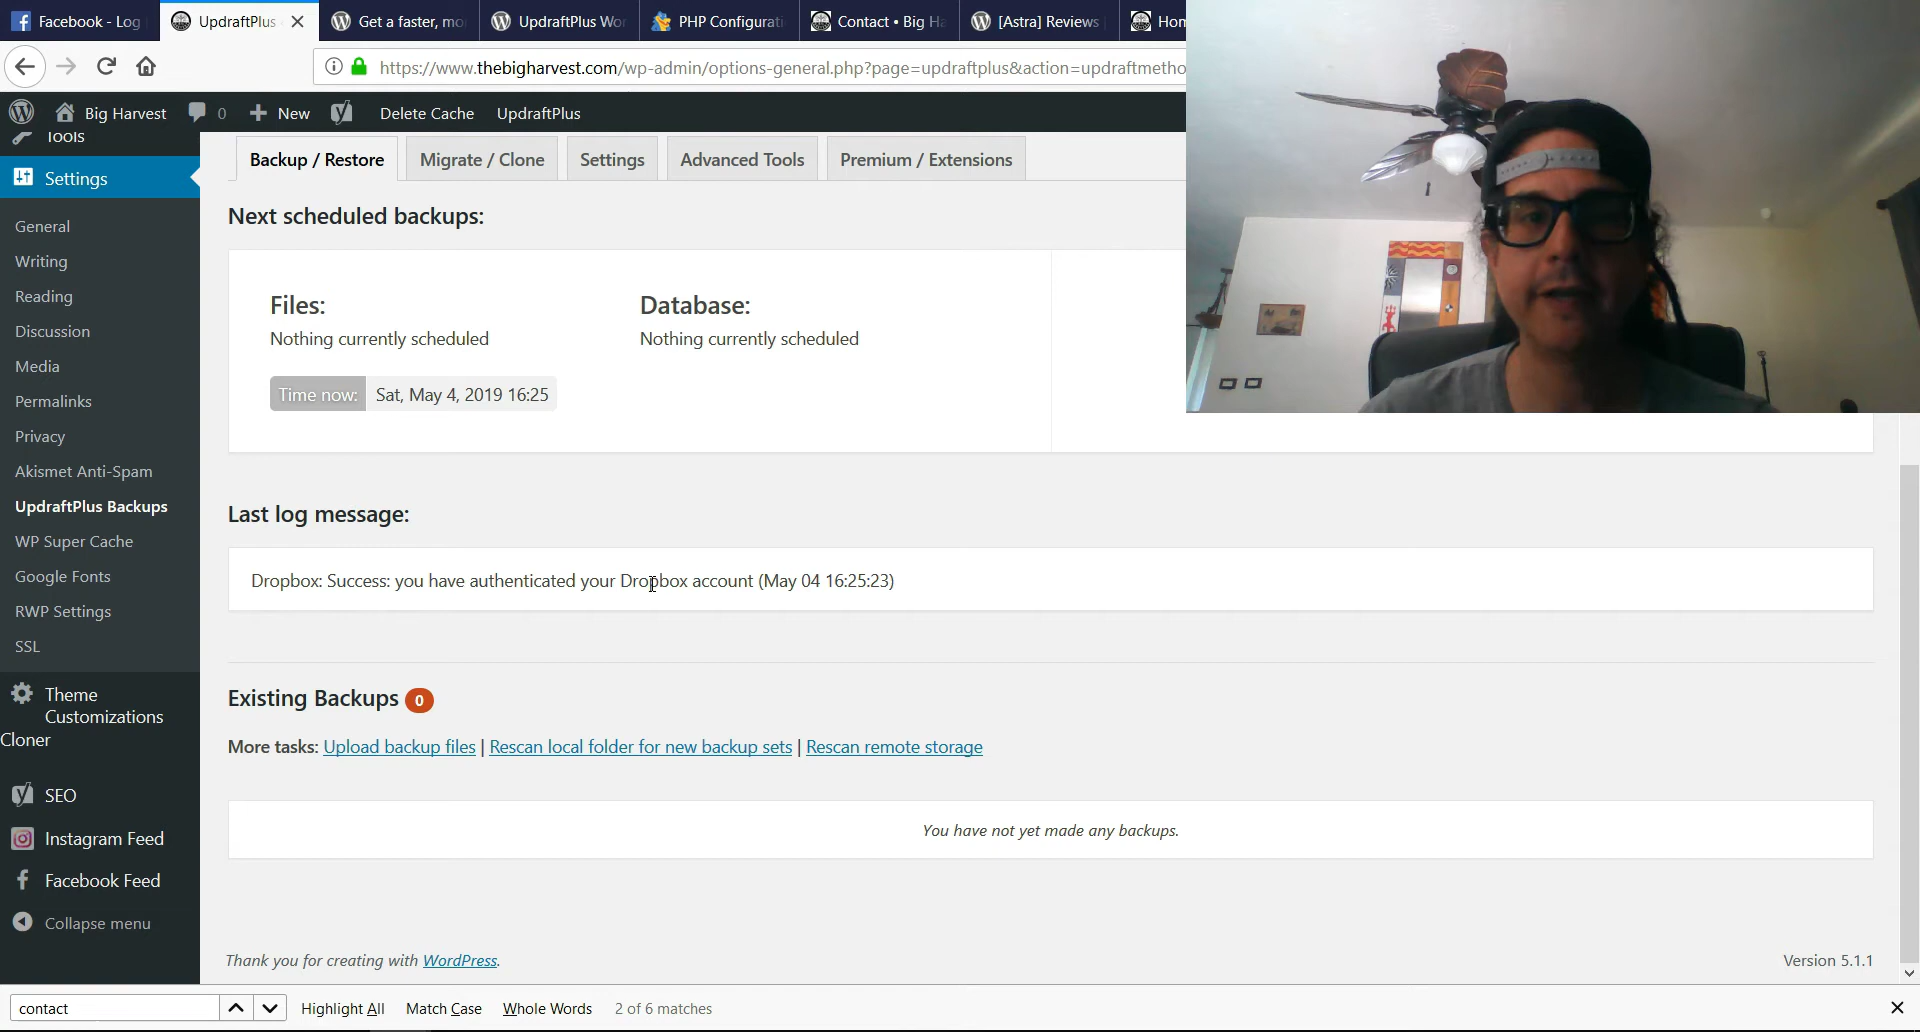 Facebook - Log
UpdraftPlus
Get a faster, mo
UpdraftPlus Wor
PHP Configurati
Contact • Big Ha
[Astra] Reviews
Hom
https://www.thebigharvest.com/wp-admin/options-general.php?page=updraftplus&action=updraftmetho
Big Harvest
0
New
Delete Cache
UpdraftPlus
Tools
Settings
General
Writing
Reading
Discussion
Media
Permalinks
Privacy
Akismet Anti-Spam
UpdraftPlus Backups
WP Super Cache
Google Fonts
RWP Settings
SSL
Theme
Customizations
Cloner
SEO
Instagram Feed
Facebook Feed
Collapse menu
Backup / Restore
Migrate / Clone
Settings
Advanced Tools
Premium / Extensions
Next scheduled backups:
Files:
Nothing currently scheduled
Database:
Nothing currently scheduled
Time now: Sat, May 4, 2019 16:25
Last log message:
Dropbox: Success: you have authenticated your Dropbox account (May 04 16:25:23)
Existing Backups 0
More tasks: Upload backup files | Rescan local folder for new backup sets | Rescan remote storage
You have not yet made any backups.
Thank you for creating with WordPress.
Version 5.1.1
contact
Highlight All
Match Case
Whole Words
2 of 6 matches